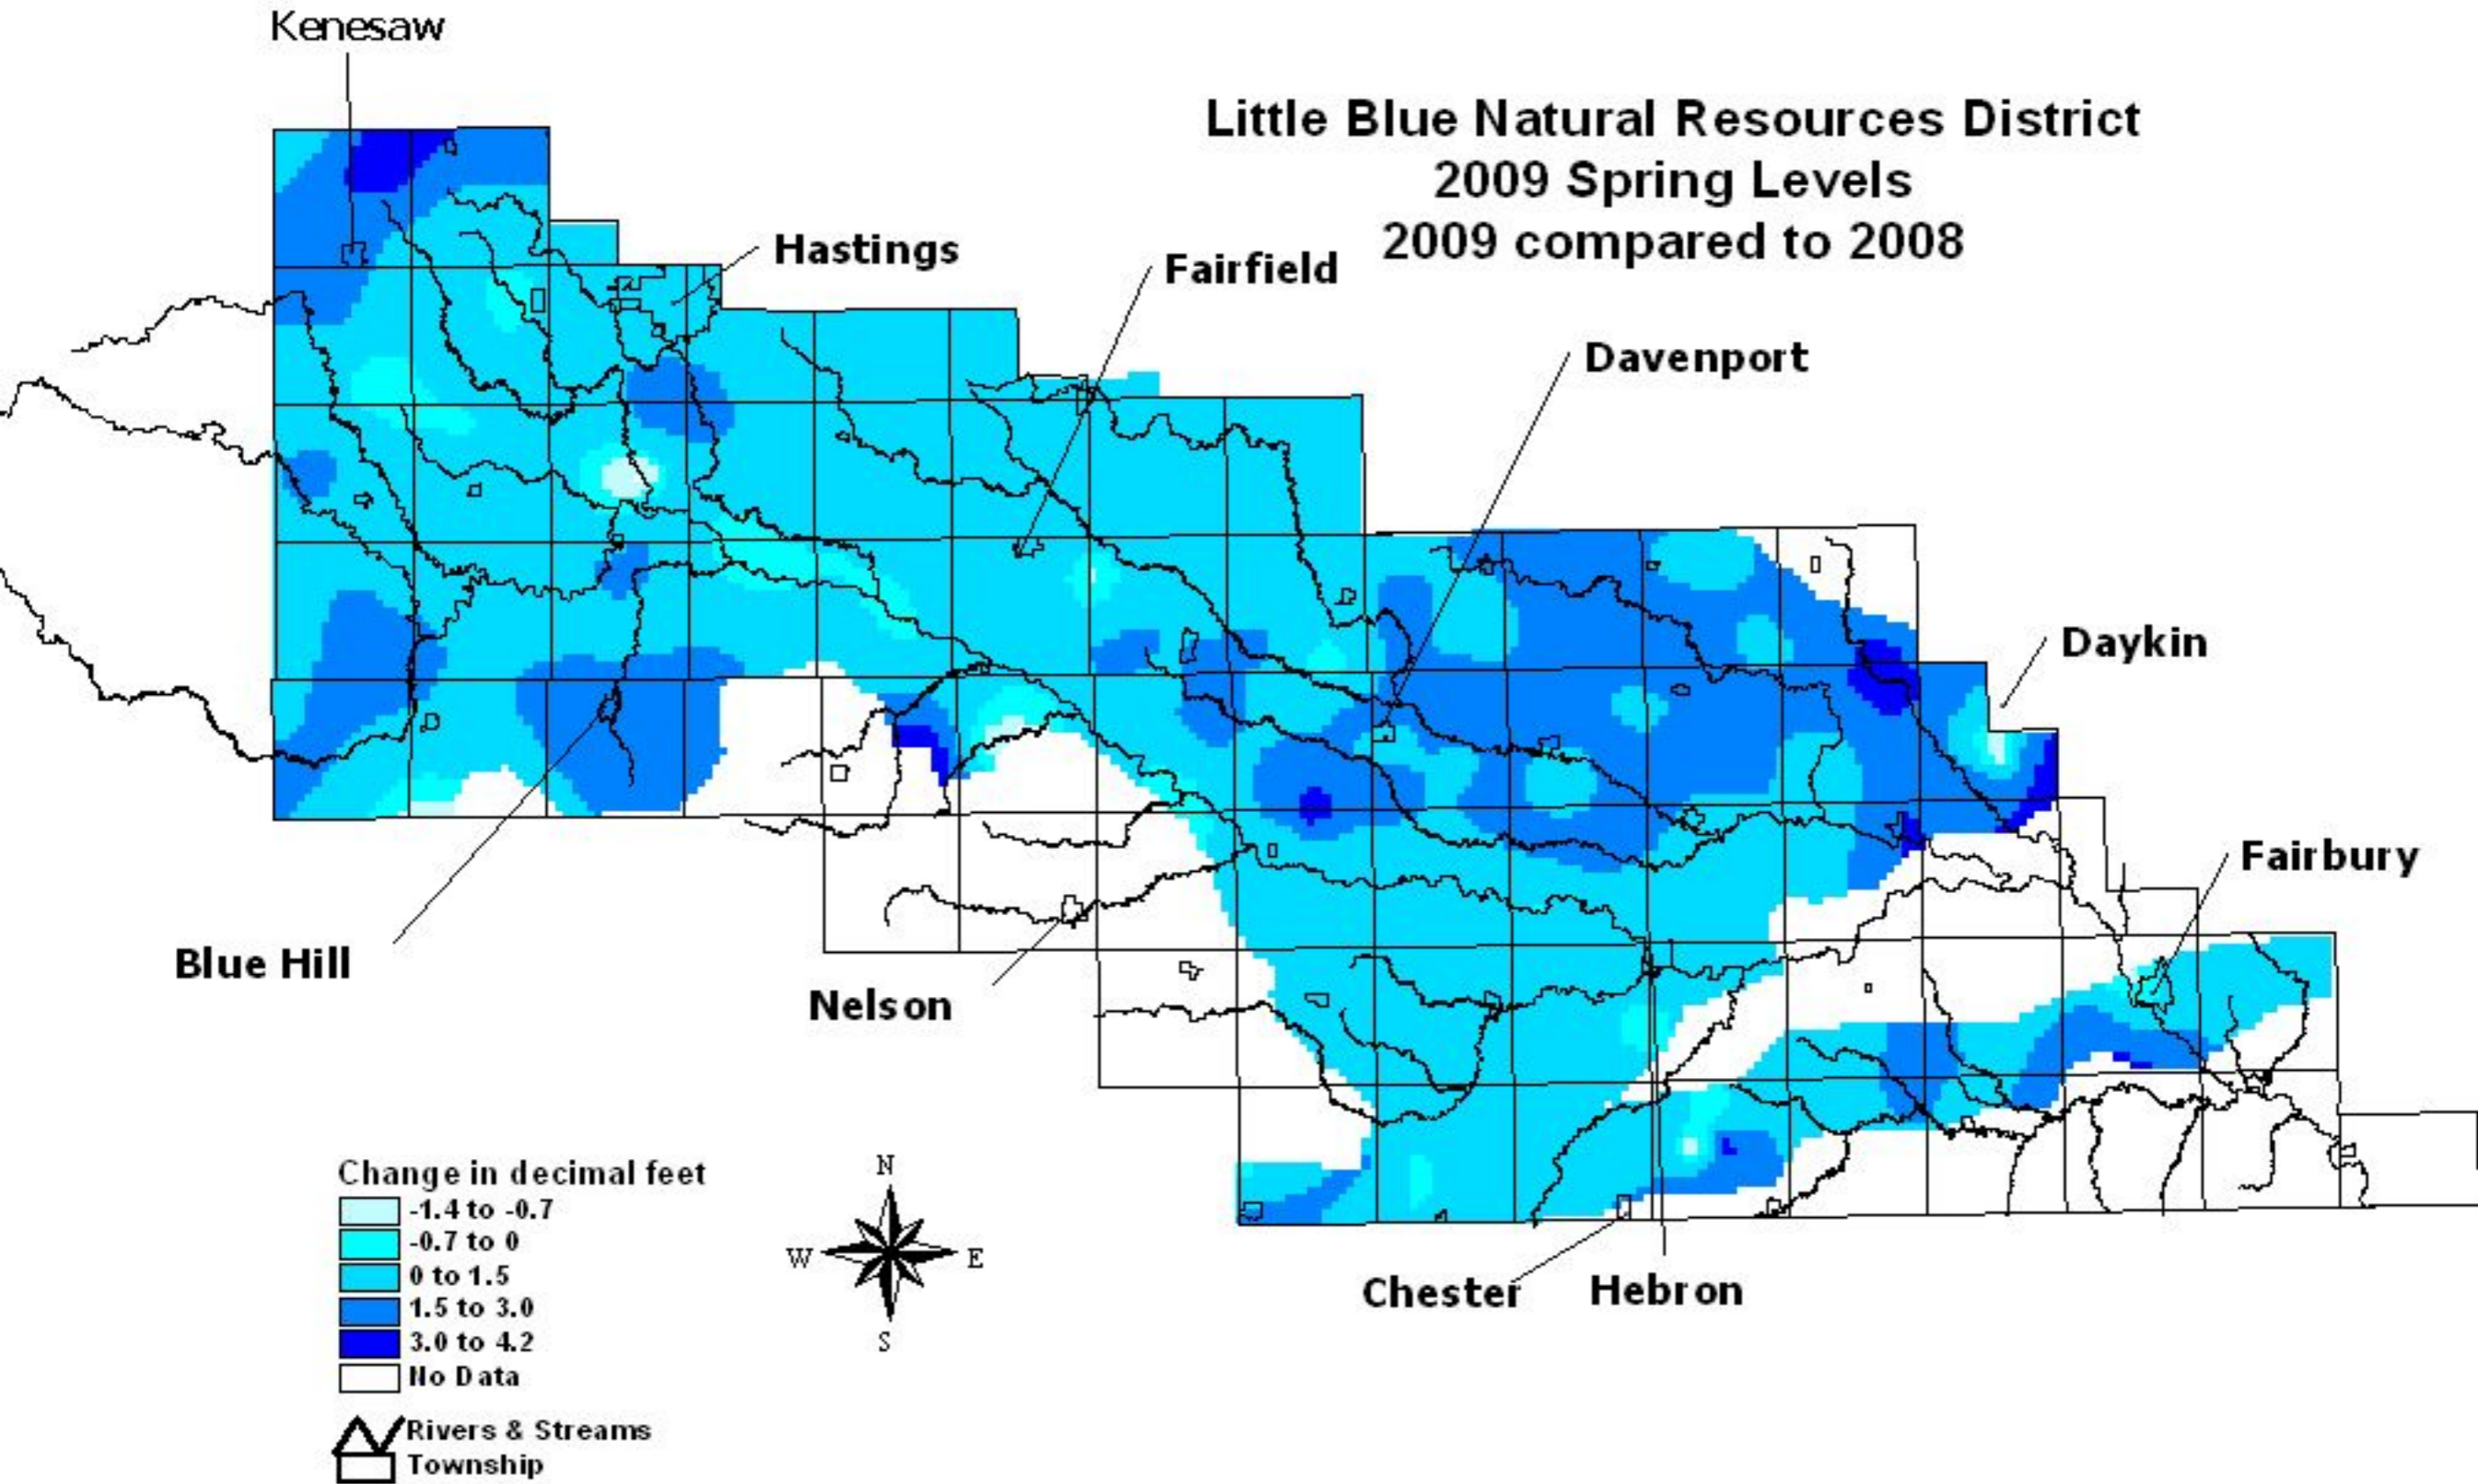 Kenesaw
Little Blue Natural Resources District
2009 Spring Levels
2009 compared to 2008
Hastings
Fairfield
Davenport
Daykin
Fairbury
Blue Hill
Nelson
Chester
Hebron
Change in decimal feet
-1.4 to -0.7
-0.7 to 0
0 to 1.5
1.5 to 3.0
3.0 to 4.2
No Data
Rivers & Streams
Township
N
W
E
S